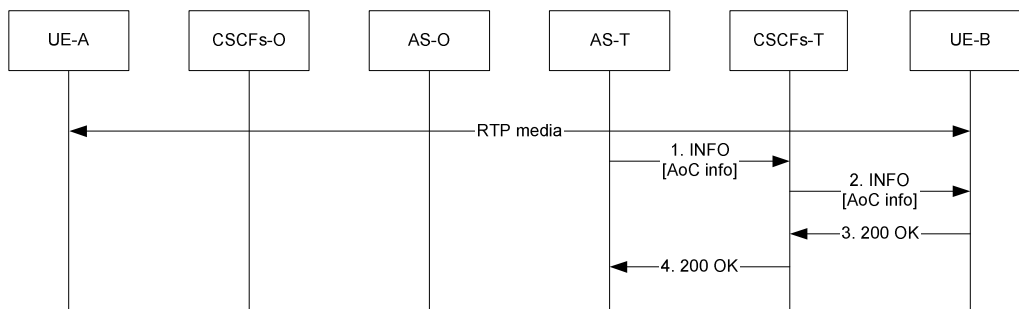 UE-A
CSCFs-O
AS-O
AS-T
CSCFs-T
UE-B
RTP media
1. INFO
[AoC info]
2. INFO
[AoC info]
3. 200 OK
4. 200 OK